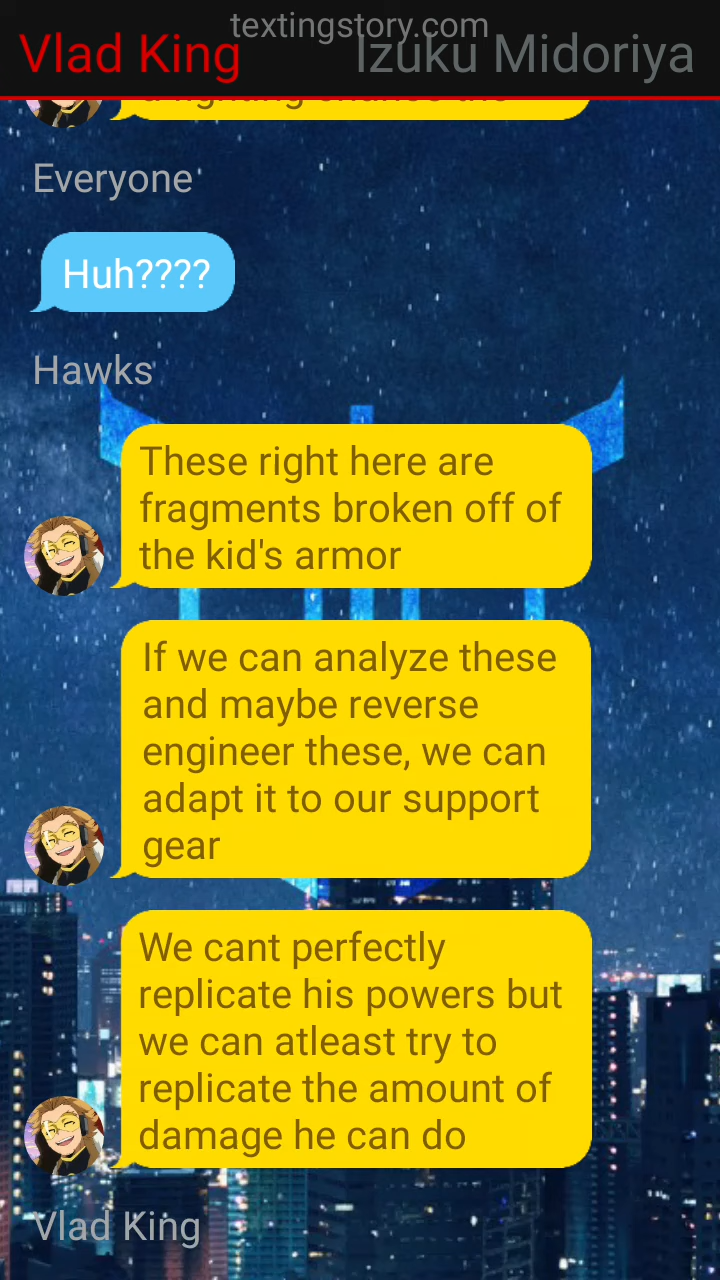 textingstory.com
Vlad King Izuku Midoriya
Everyone
Huh????
Hawks
These right here are
fragments broken off of
the kid's armor
If we can analyze these
and maybe reverse
engineer these, we can
adapt it to our support
gear
We cant perfectly
replicate his powers but
we can atleast try to
replicate the amount of
damage he can do
Vlad King